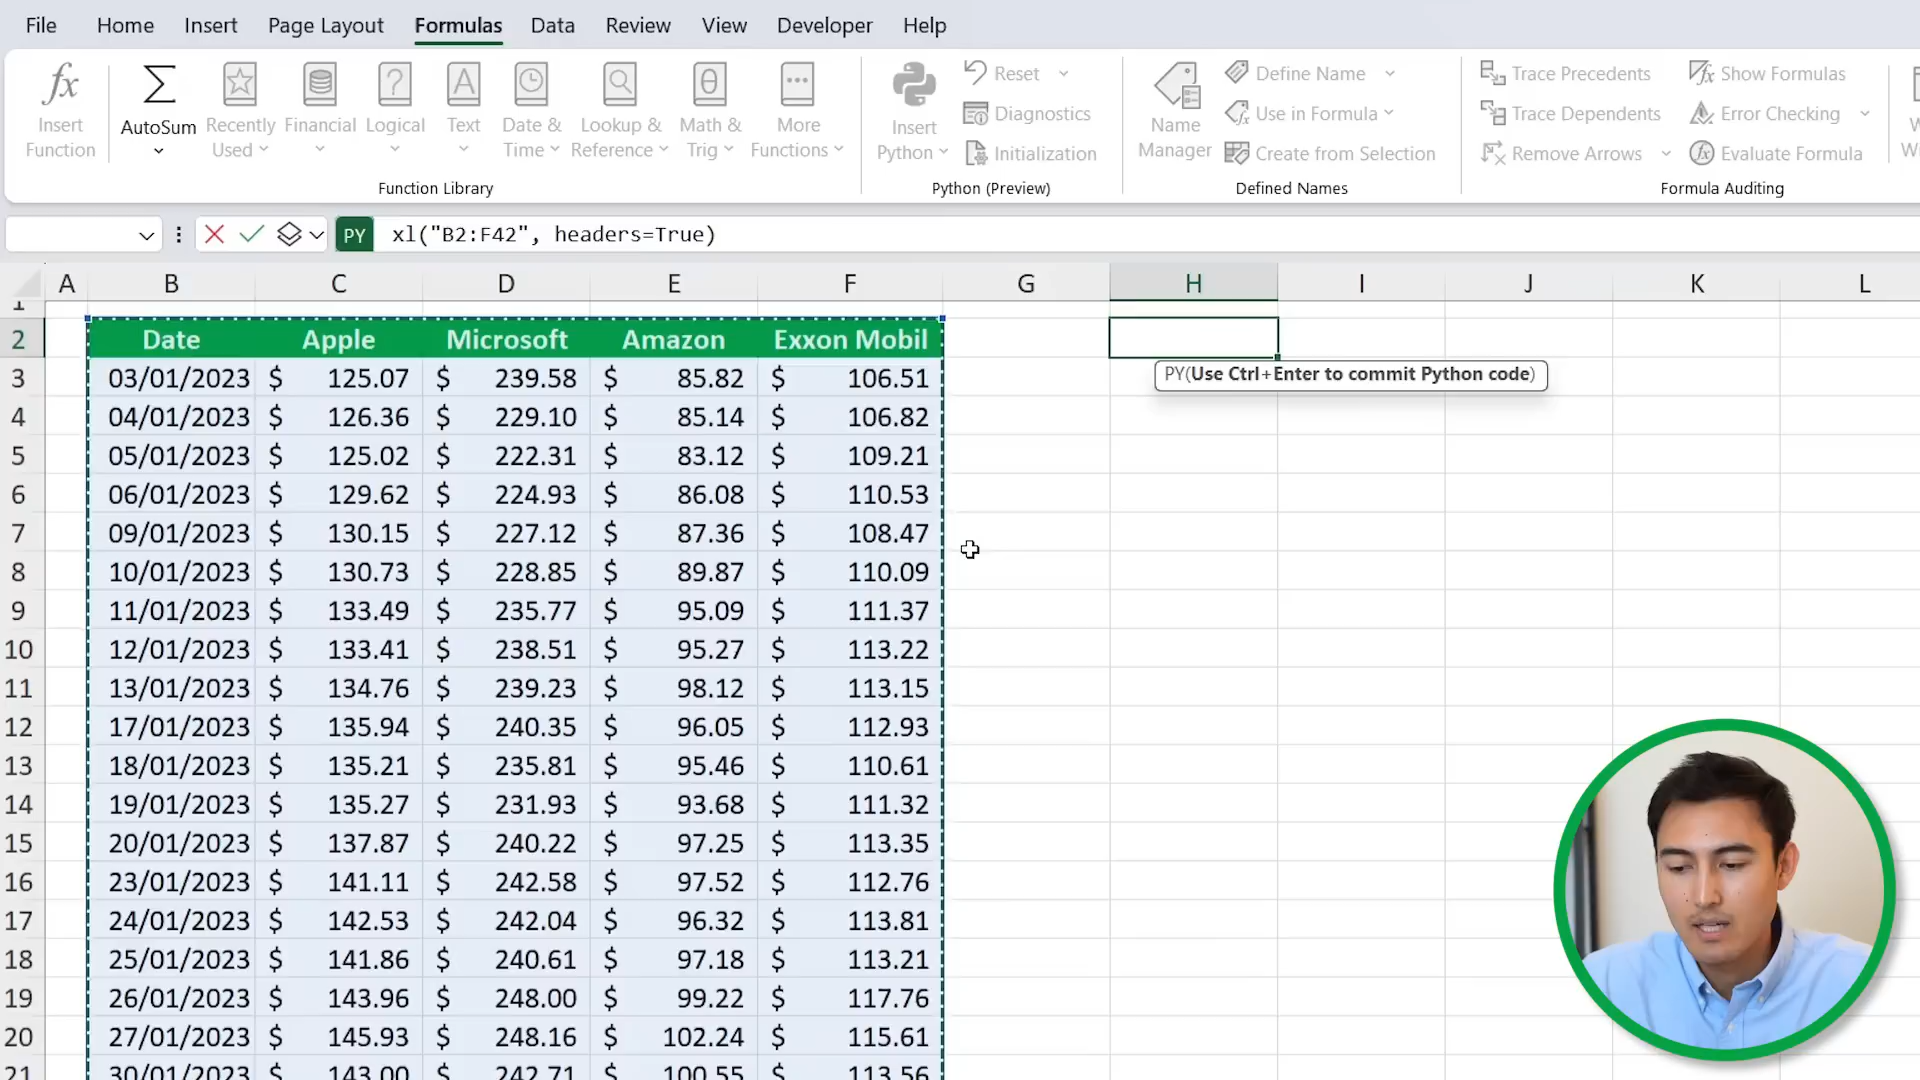 File Home Insert Page Layout Formulas Data Review View Developer Help
fx Insert Function
AutoSum
Recently Used
Financial
Logical
Text
Date & Time
Lookup & Reference
Math & Trig
More Functions
Function Library
Insert Python
Reset
Diagnostics
Initialization
Python (Preview)
Name Manager
Define Name
Use in Formula
Create from Selection
Defined Names
Trace Precedents
Trace Dependents
Remove Arrows
Show Formulas
Error Checking
Evaluate Formula
Formula Auditing
PY xl("B2:F42", headers=True)
A B C D E F G H I J K L
1
2 Date Apple Microsoft Amazon Exxon Mobil
3 03/01/2023 $ 125.07 $ 239.58 $ 85.82 $ 106.51
PY(Use Ctrl+Enter to commit Python code)
4 04/01/2023 $ 126.36 $ 229.10 $ 85.14 $ 106.82
5 05/01/2023 $ 125.02 $ 222.31 $ 83.12 $ 109.21
6 06/01/2023 $ 129.62 $ 224.93 $ 86.08 $ 110.53
7 09/01/2023 $ 130.15 $ 227.12 $ 87.36 $ 108.47
8 10/01/2023 $ 130.73 $ 228.85 $ 89.87 $ 110.09
9 11/01/2023 $ 133.49 $ 235.77 $ 95.09 $ 111.37
10 12/01/2023 $ 133.41 $ 238.51 $ 95.27 $ 113.22
11 13/01/2023 $ 134.76 $ 239.23 $ 98.12 $ 113.15
12 17/01/2023 $ 135.94 $ 240.35 $ 96.05 $ 112.93
13 18/01/2023 $ 135.21 $ 235.81 $ 95.46 $ 110.61
14 19/01/2023 $ 135.27 $ 231.93 $ 93.68 $ 111.32
15 20/01/2023 $ 137.87 $ 240.22 $ 97.25 $ 113.35
16 23/01/2023 $ 141.11 $ 242.58 $ 97.52 $ 112.76
17 24/01/2023 $ 142.53 $ 242.04 $ 96.32 $ 113.81
18 25/01/2023 $ 141.86 $ 240.61 $ 97.18 $ 113.21
19 26/01/2023 $ 143.96 $ 248.00 $ 99.22 $ 117.76
20 27/01/2023 $ 145.93 $ 248.16 $ 102.24 $ 115.61
21 30/01/2023 $ 143.00 $ 242.71 $ 100.55 $ 113.56